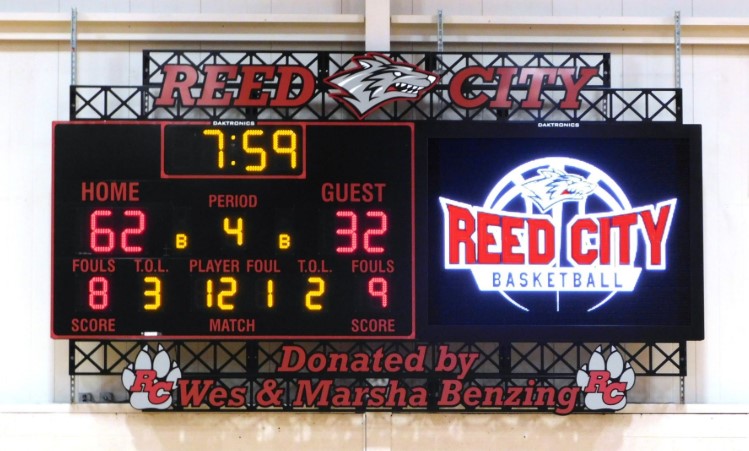 REED CITY
DAKTRONICS
DAKTRONICS
7:59
HOME PERIOD GUEST
62 B 4 B 32
FOULS T.O.L. PLAYER FOUL T.O.L. FOULS
8 3 12 1 2 9
SCORE MATCH SCORE
REED CITY
BASKETBALL
Donated by
RC Wes & Marsha Benzing RC